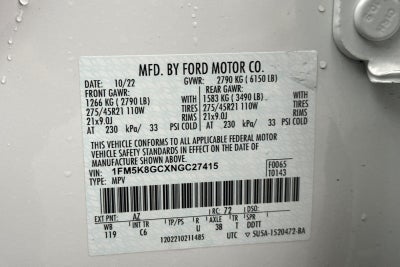 MFD. BY FORD MOTOR CO.
DATE: 10/22 GVWR: 2790 KG ( 6150 LB)
FRONT GAWR: REAR GAWR:
1266 KG ( 2790 LB) 1583 KG ( 3490 LB)
275/45R21 110W TIRES 275/45R21 110W TIRES
21x9.0J RIMS 21x9.0J RIMS
AT 230 kPa/ 33 PSI COLD AT 230 kPa/ 33 PSI COLD
THIS VEHICLE CONFORMS TO ALL APPLICABLE FEDERAL MOTOR
VEHICLE SAFETY STANDARDS IN EFFECT ON THE DATE OF
MANUFACTURE SHOWN ABOVE.
VIN: 1FM5K8GCXNGC27415 F0065
TYPE: MPV T0143
EXT PNT: AZ RC: 72 DSO:
WB INT TR TP/PS R AXLE TR SPR
119 C6 U 38 T DDTT
1202210211485 UTC 5U5A-1520472-BA